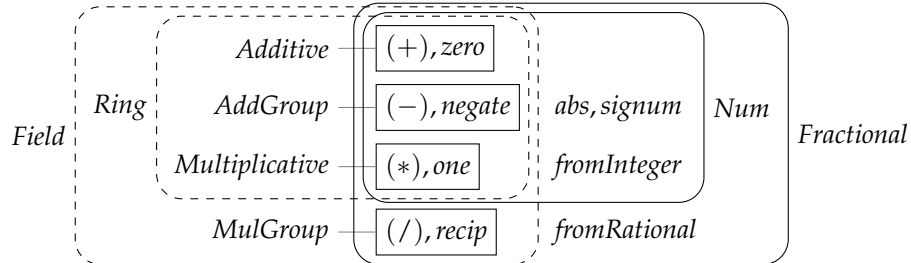 Additive (+), zero
Ring AddGroup (−), negate abs, signum Num
Field Fractional
Multiplicative (∗), one fromInteger
MulGroup (/), recip fromRational